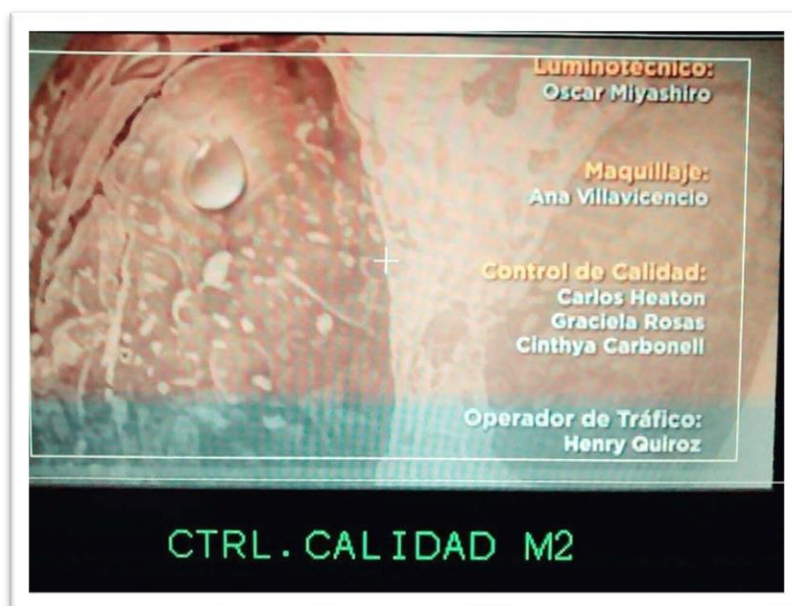 Luminotécnico:
Oscar Miyashiro
Maquillaje:
Ana Villavicencio
Control de Calidad:
Carlos Heaton
Graciela Rosas
Cinthya Carbonell
Operador de Tráfico:
Henry Quiroz
CTRL.CALIDAD M2